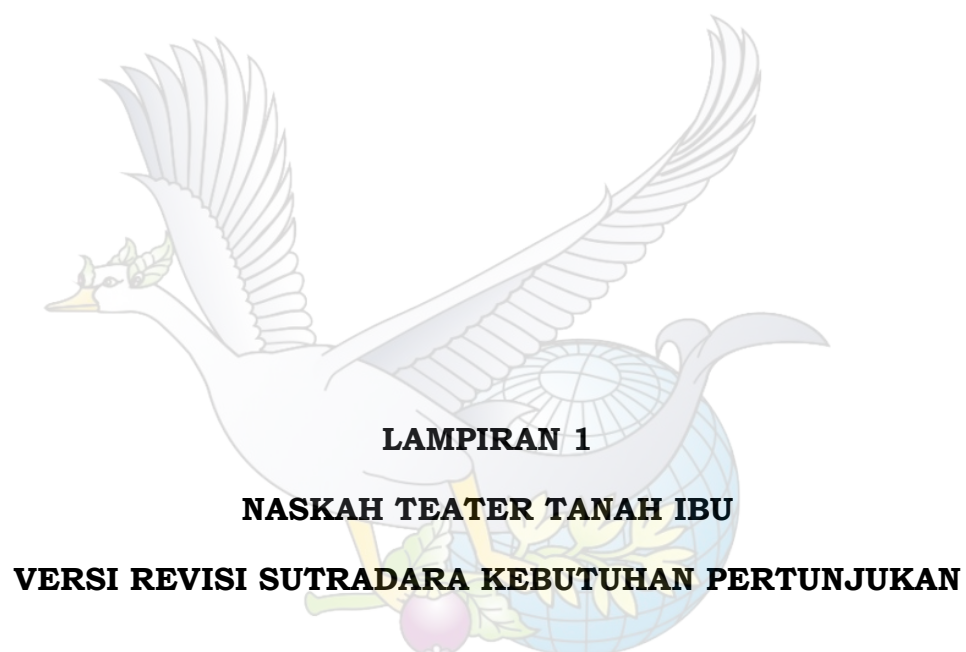 LAMPIRAN 1
NASKAH TEATER TANAH IBU
VERSI REVISI SUTRADARA KEBUTUHAN PERTUNJUKAN